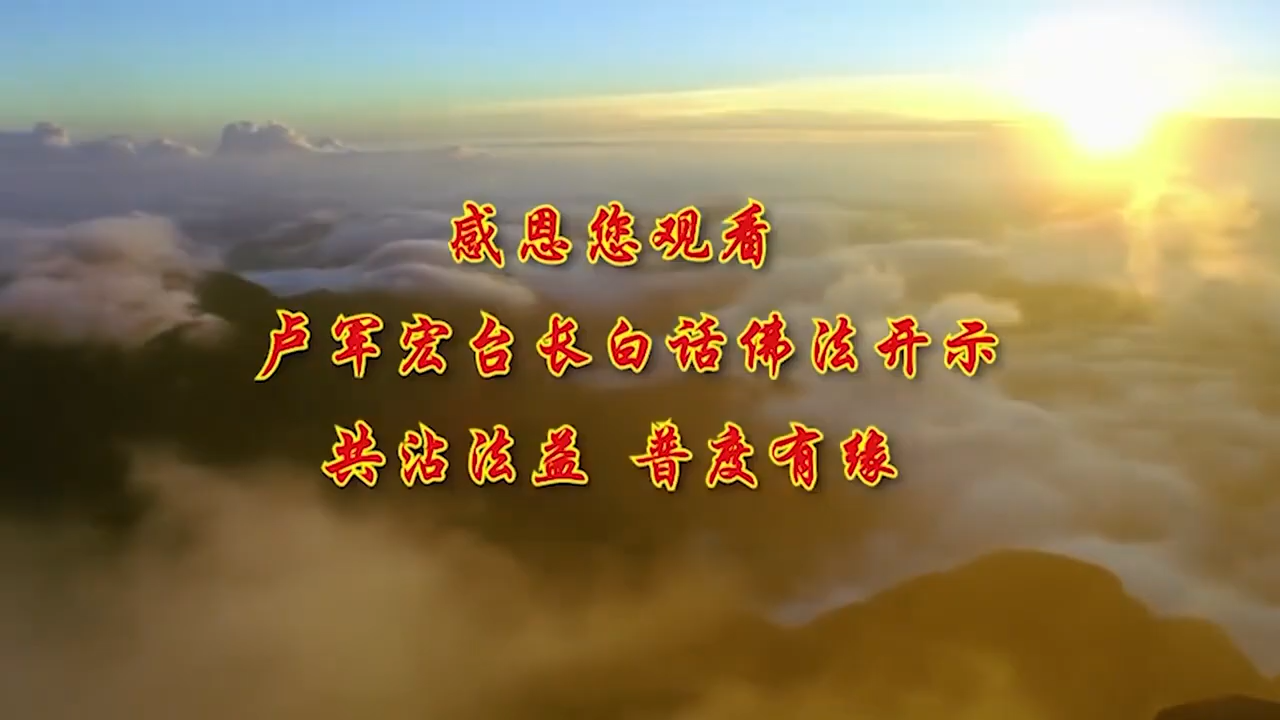 感恩您观看
卢军宏台长白话佛法开示
共沾法益 普度有缘